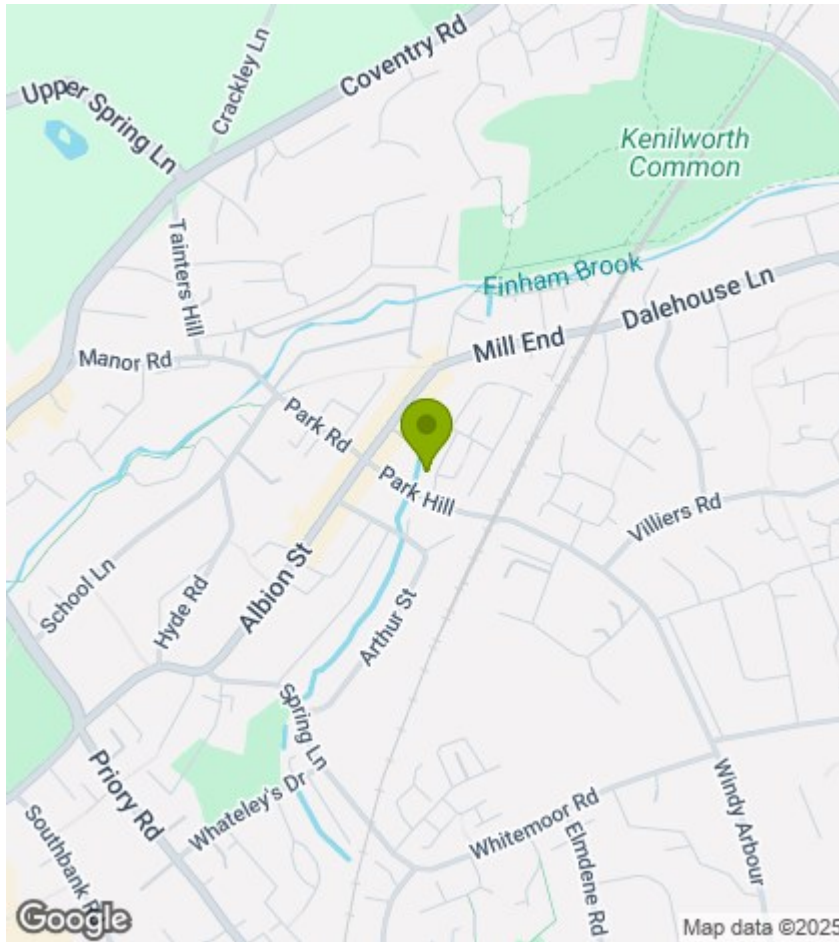 Upper Spring Ln
Crackley Ln
Coventry Rd
Kenilworth
Common
Tainters Hill
Finham Brook
Dalehouse Ln
Mill End
Manor Rd
Park Rd
Park Hill
Villiers Rd
School Ln
Hyde Rd
Albion St
Arthur St
Spring Ln
Priory Rd
Whateley's Dr
Windy Arbour
Whitemoor Rd
Southbank
Elmdene Rd
Google
Map data ©2025